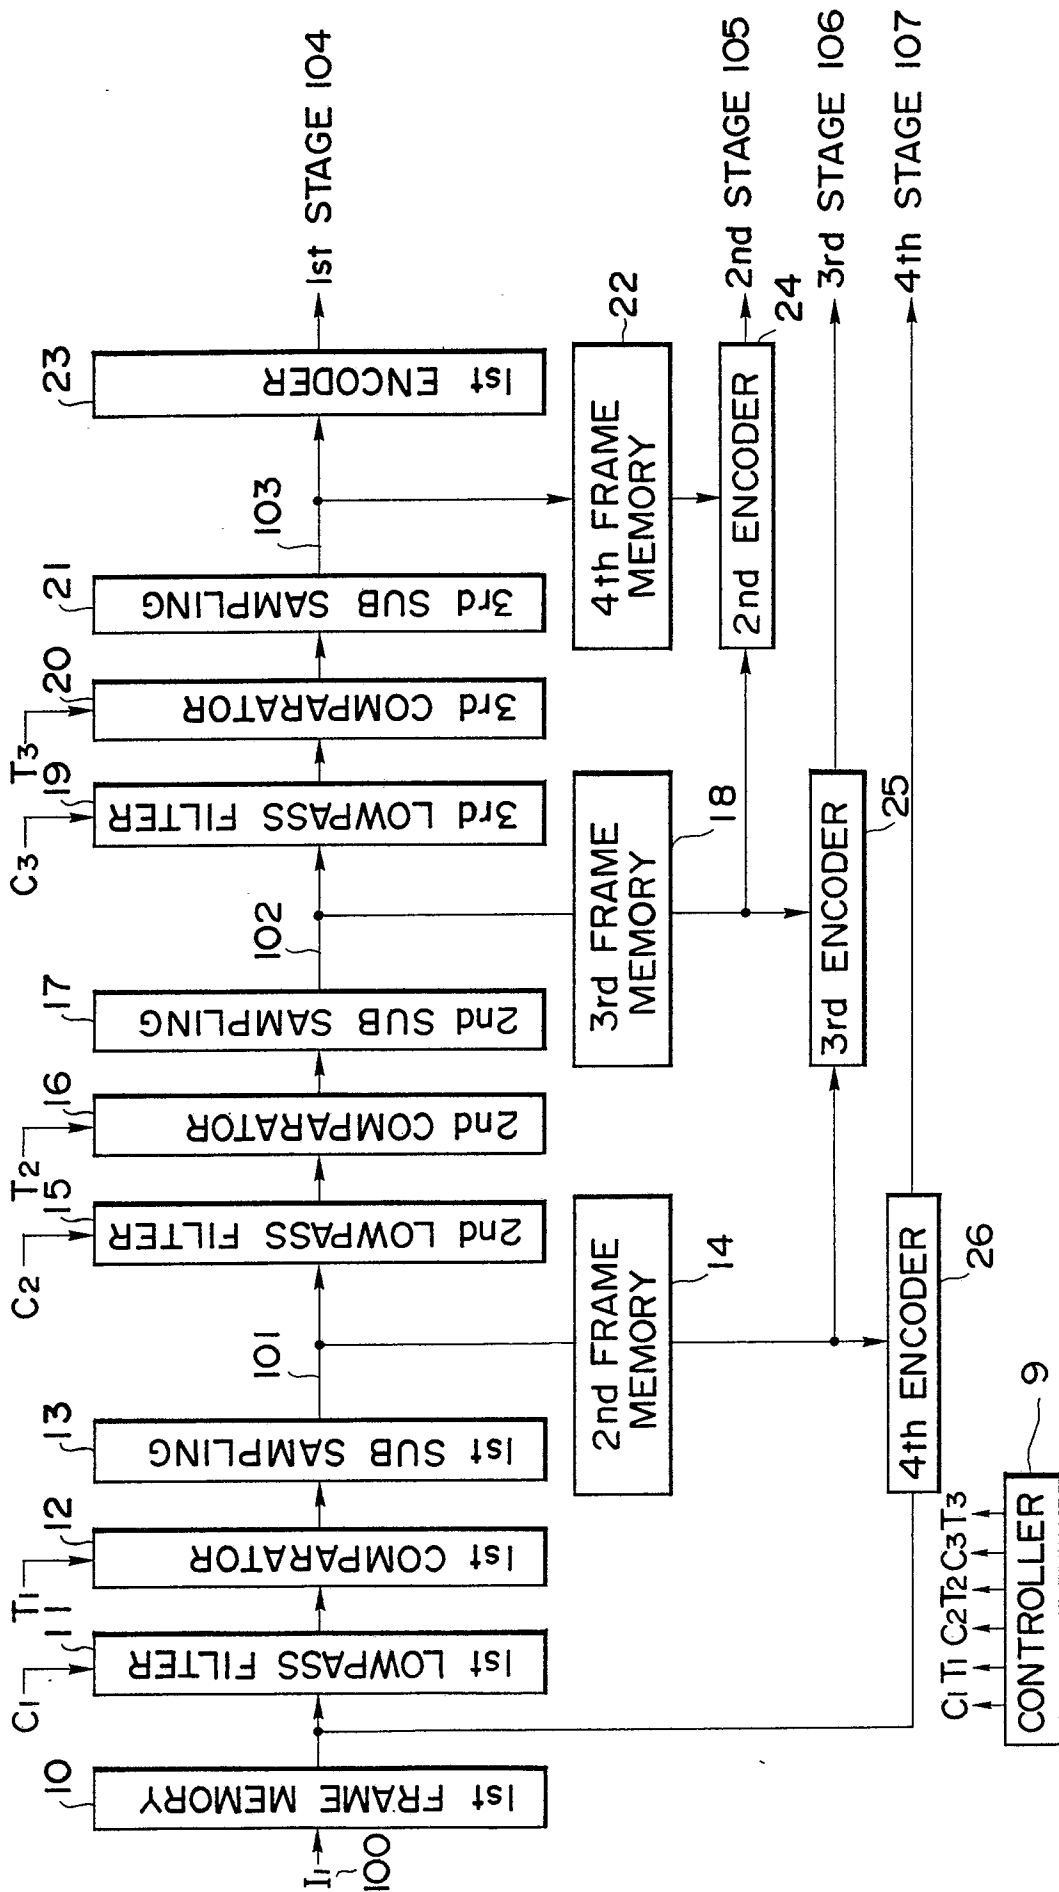 I1
100
10
1st FRAME MEMORY
C1
11
1st LOWPASS FILTER
T1
12
1st COMPARATOR
13
1st SUB SAMPLING
101
C2
15
2nd LOWPASS FILTER
T2
16
2nd COMPARATOR
17
2nd SUB SAMPLING
102
C3
19
3rd LOWPASS FILTER
T3
20
3rd COMPARATOR
21
3rd SUB SAMPLING
103
23
1st ENCODER
1st STAGE 104
2nd FRAME
MEMORY
14
3rd FRAME
MEMORY
18
4th FRAME
MEMORY
22
2nd ENCODER
24
2nd STAGE 105
3rd ENCODER
25
3rd STAGE 106
4th ENCODER
26
4th STAGE 107
C1 T1 C2 T2 C3 T3
CONTROLLER
9